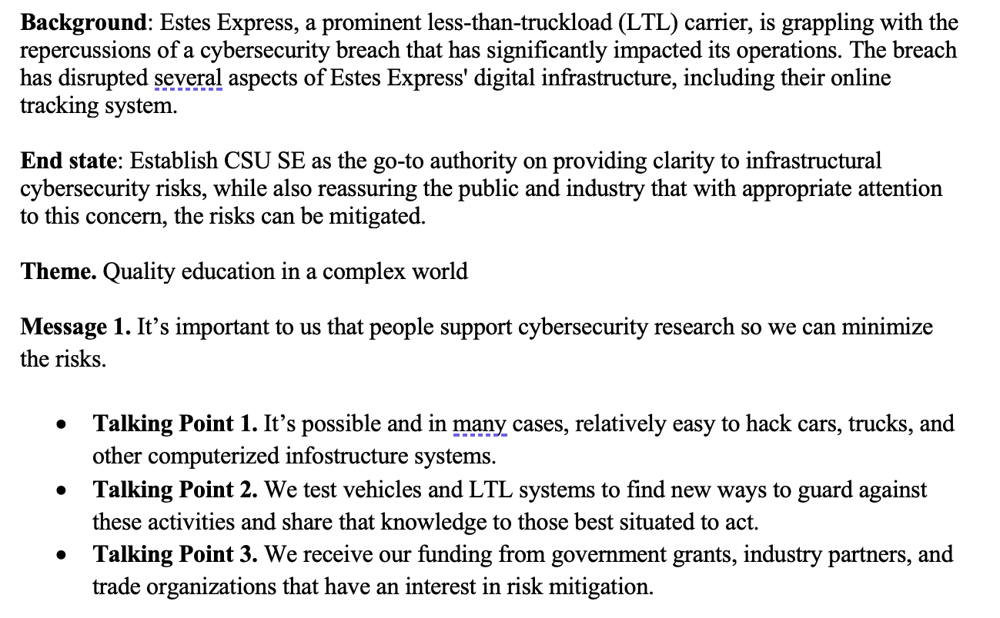 Background: Estes Express, a prominent less-than-truckload (LTL) carrier, is grappling with the
repercussions of a cybersecurity breach that has significantly impacted its operations. The breach
has disrupted several aspects of Estes Express' digital infrastructure, including their online
tracking system.
End state: Establish CSU SE as the go-to authority on providing clarity to infrastructural
cybersecurity risks, while also reassuring the public and industry that with appropriate attention
to this concern, the risks can be mitigated.
Theme. Quality education in a complex world
Message 1. It’s important to us that people support cybersecurity research so we can minimize
the risks.
• Talking Point 1. It’s possible and in many cases, relatively easy to hack cars, trucks, and
other computerized infostructure systems.
• Talking Point 2. We test vehicles and LTL systems to find new ways to guard against
these activities and share that knowledge to those best situated to act.
• Talking Point 3. We receive our funding from government grants, industry partners, and
trade organizations that have an interest in risk mitigation.